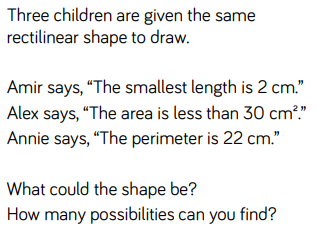 Three children are given the same
rectilinear shape to draw.
Amir says, “The smallest length is 2 cm.”
Alex says, “The area is less than 30 cm².”
Annie says, “The perimeter is 22 cm.”
What could the shape be?
How many possibilities can you find?